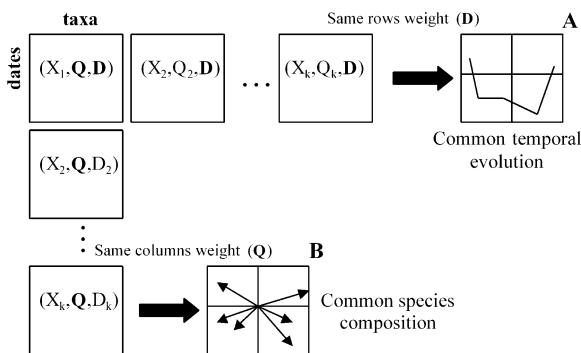 taxa
Same rows weight (D)
A
dates
(X1,Q,D)
(X2,Q2,D)
...
(Xk,Qk,D)
Common temporal
evolution
(X2,Q,D2)
Same columns weight (Q)
B
(Xk,Q,Dk)
Common species
composition